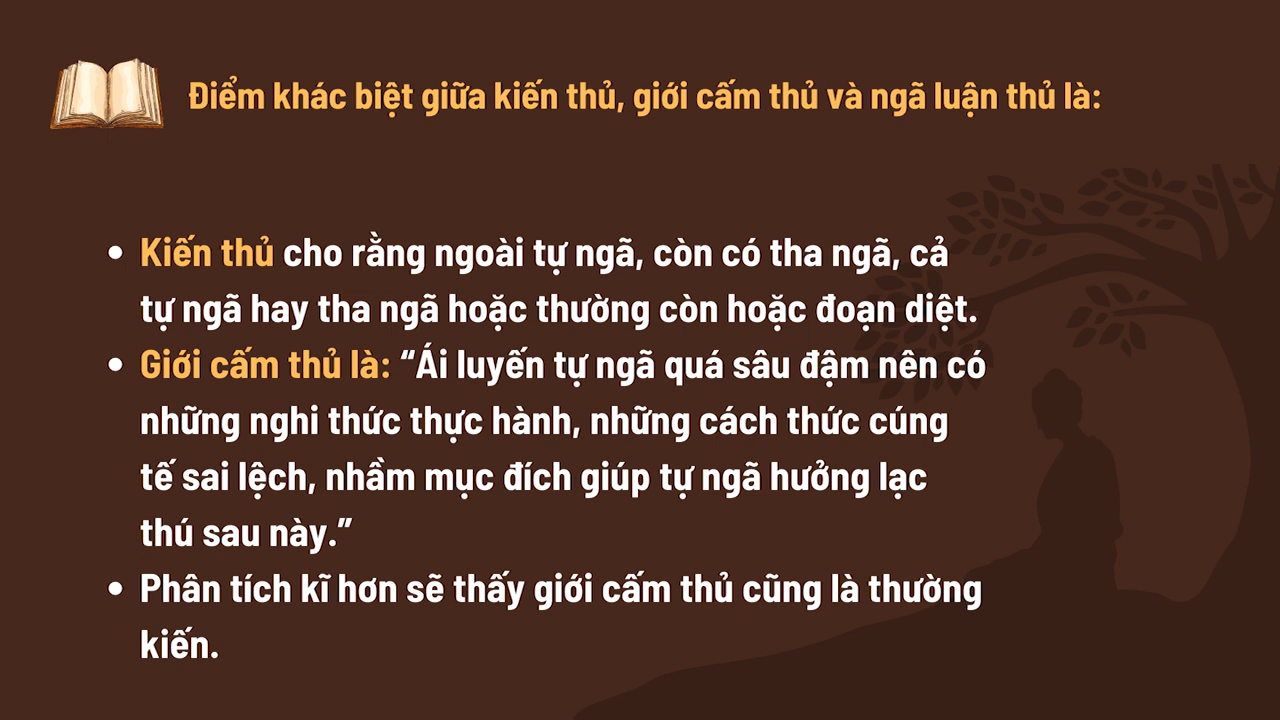 Điểm khác biệt giữa kiến thủ, giới cấm thủ và ngã luận thủ là:
• Kiến thủ cho rằng ngoài tự ngã, còn có tha ngã, cả
tự ngã hay tha ngã hoặc thường còn hoặc đoạn diệt.
• Giới cấm thủ là: “Ái luyến tự ngã quá sâu đậm nên có
những nghi thức thực hành, những cách thức cúng
tế sai lệch, nhầm mục đích giúp tự ngã hưởng lạc
thú sau này.”
• Phân tích kĩ hơn sẽ thấy giới cấm thủ cũng là thường
kiến.